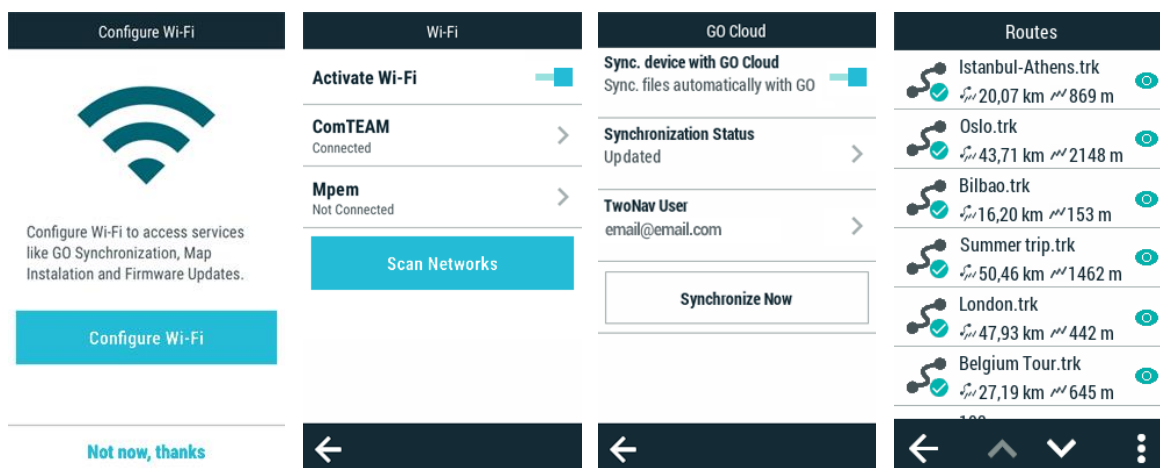 Configure Wi-Fi
Configure Wi-Fi to access services
like GO Synchronization, Map
Instalation and Firmware Updates.
Configure Wi-Fi
Not now, thanks
Wi-Fi
Activate Wi-Fi
ComTEAM
Connected
Mpem
Not Connected
Scan Networks
GO Cloud
Sync. device with GO Cloud
Sync. files automatically with GO
Synchronization Status
Updated
TwoNav User
email@email.com
Synchronize Now
Routes
Istanbul-Athens.trk
20,07 km 869 m
Oslo.trk
43,71 km 2148 m
Bilbao.trk
16,20 km 153 m
Summer trip.trk
50,46 km 1462 m
London.trk
47,93 km 442 m
Belgium Tour.trk
27,19 km 645 m